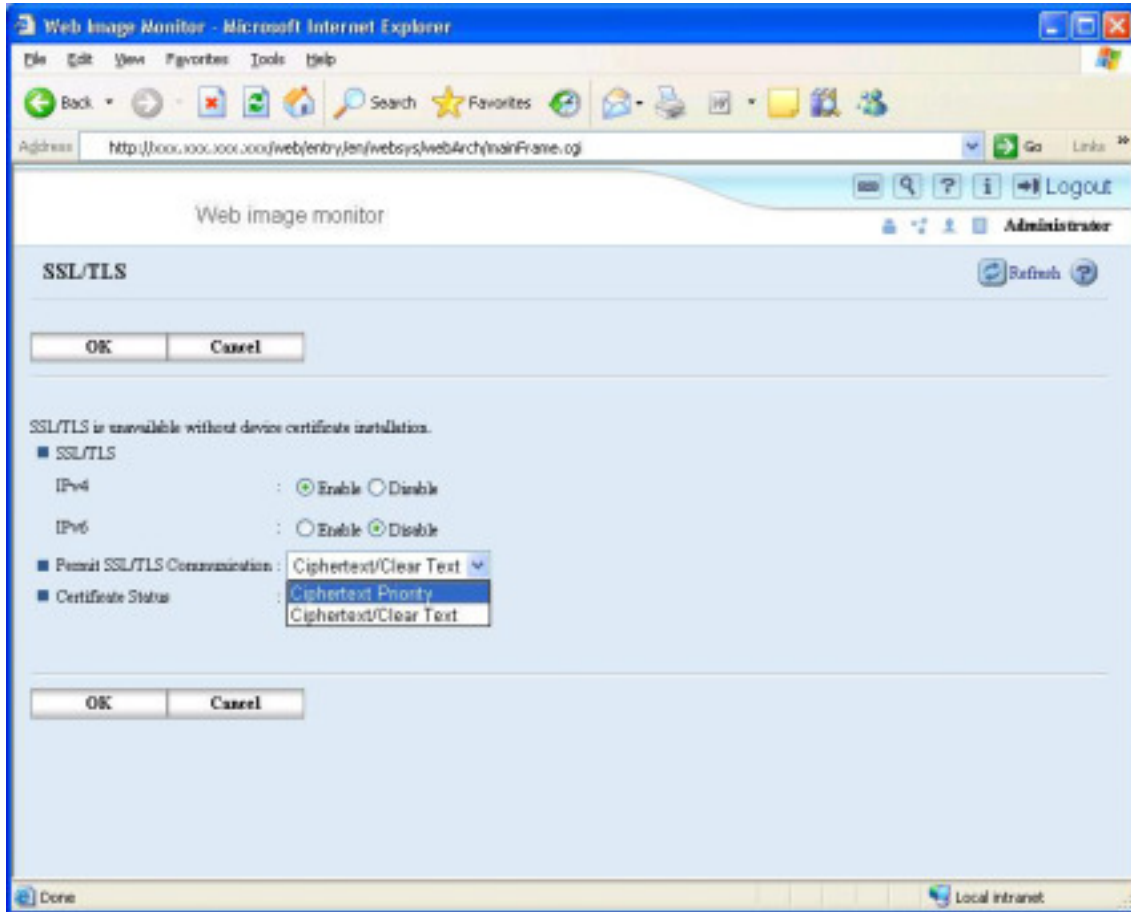 Web Image Monitor - Microsoft Internet Explorer
File Edit View Favorites Tools Help
Back Search Favorites
Address http://xxx.xxx.xxx.xxx/web/entry/en/websys/webArch/mainFrame.cgi Go Links »
Logout
Web image monitor
Administrator
SSL/TLS Refresh
OK Cancel
SSL/TLS is unavailable without device certificate installation.
SSL/TLS
IPv4 : Enable Disable
IPv6 : Enable Disable
Permit SSL/TLS Communication : Ciphertext/Clear Text
Certificate Status : Ciphertext Priority
Ciphertext/Clear Text
OK Cancel
Done Local intranet